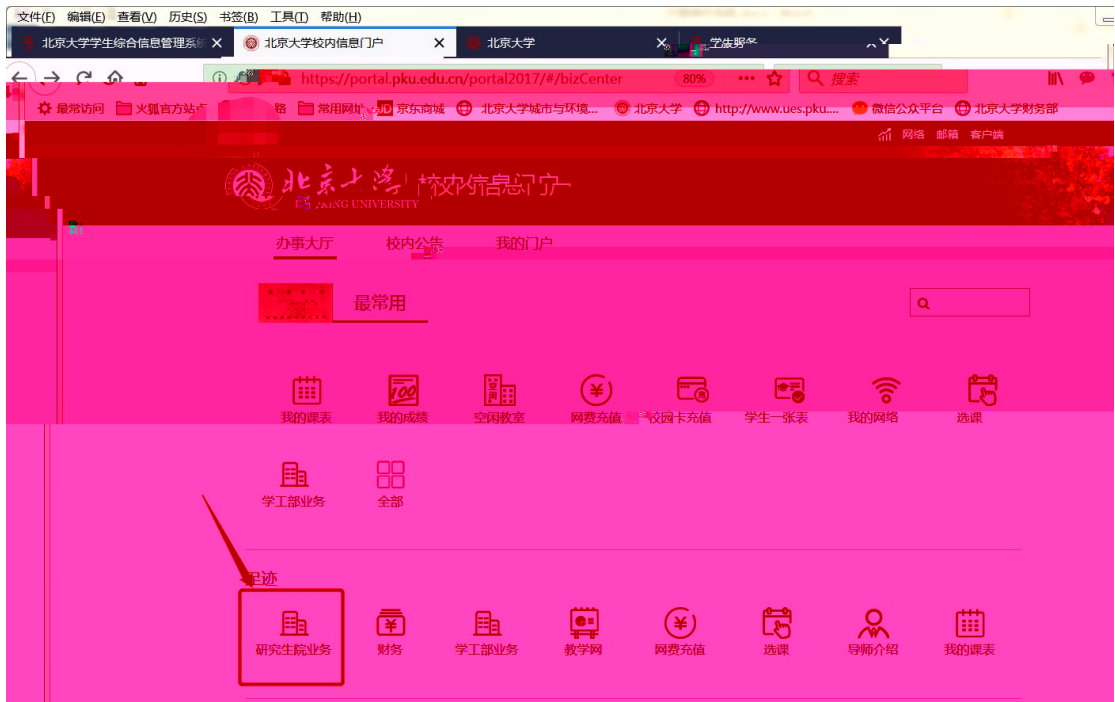 文件(F) 编辑(E) 查看(V) 历史(S) 书签(B) 工具(T) 帮助(H)
北京大学学生综合信息管理系统 × 北京大学校内信息门户 × 北京大学 ×
https://portal.pku.edu.cn/portal2017/#/bizCenter 80% 搜索
最常访问 火狐官方站点 常用网址 JD 京东商城 北京大学城市与环境... 北京大学 http://www.ues.pku.... 微信公众平台 北京大学财务部
网络 邮箱 客户端
北京大学 校内信息门户
UNIVERSITY
办事大厅 校内公告 我的门户
最常用
我的课表 我的成绩 空闲教室 网费充值 校园卡充值 学生一张表 我的网络 选课
学工部业务 全部
足迹
研究生院业务 财务 学工部业务 教学网 网费充值 选课 导师介绍 我的课表